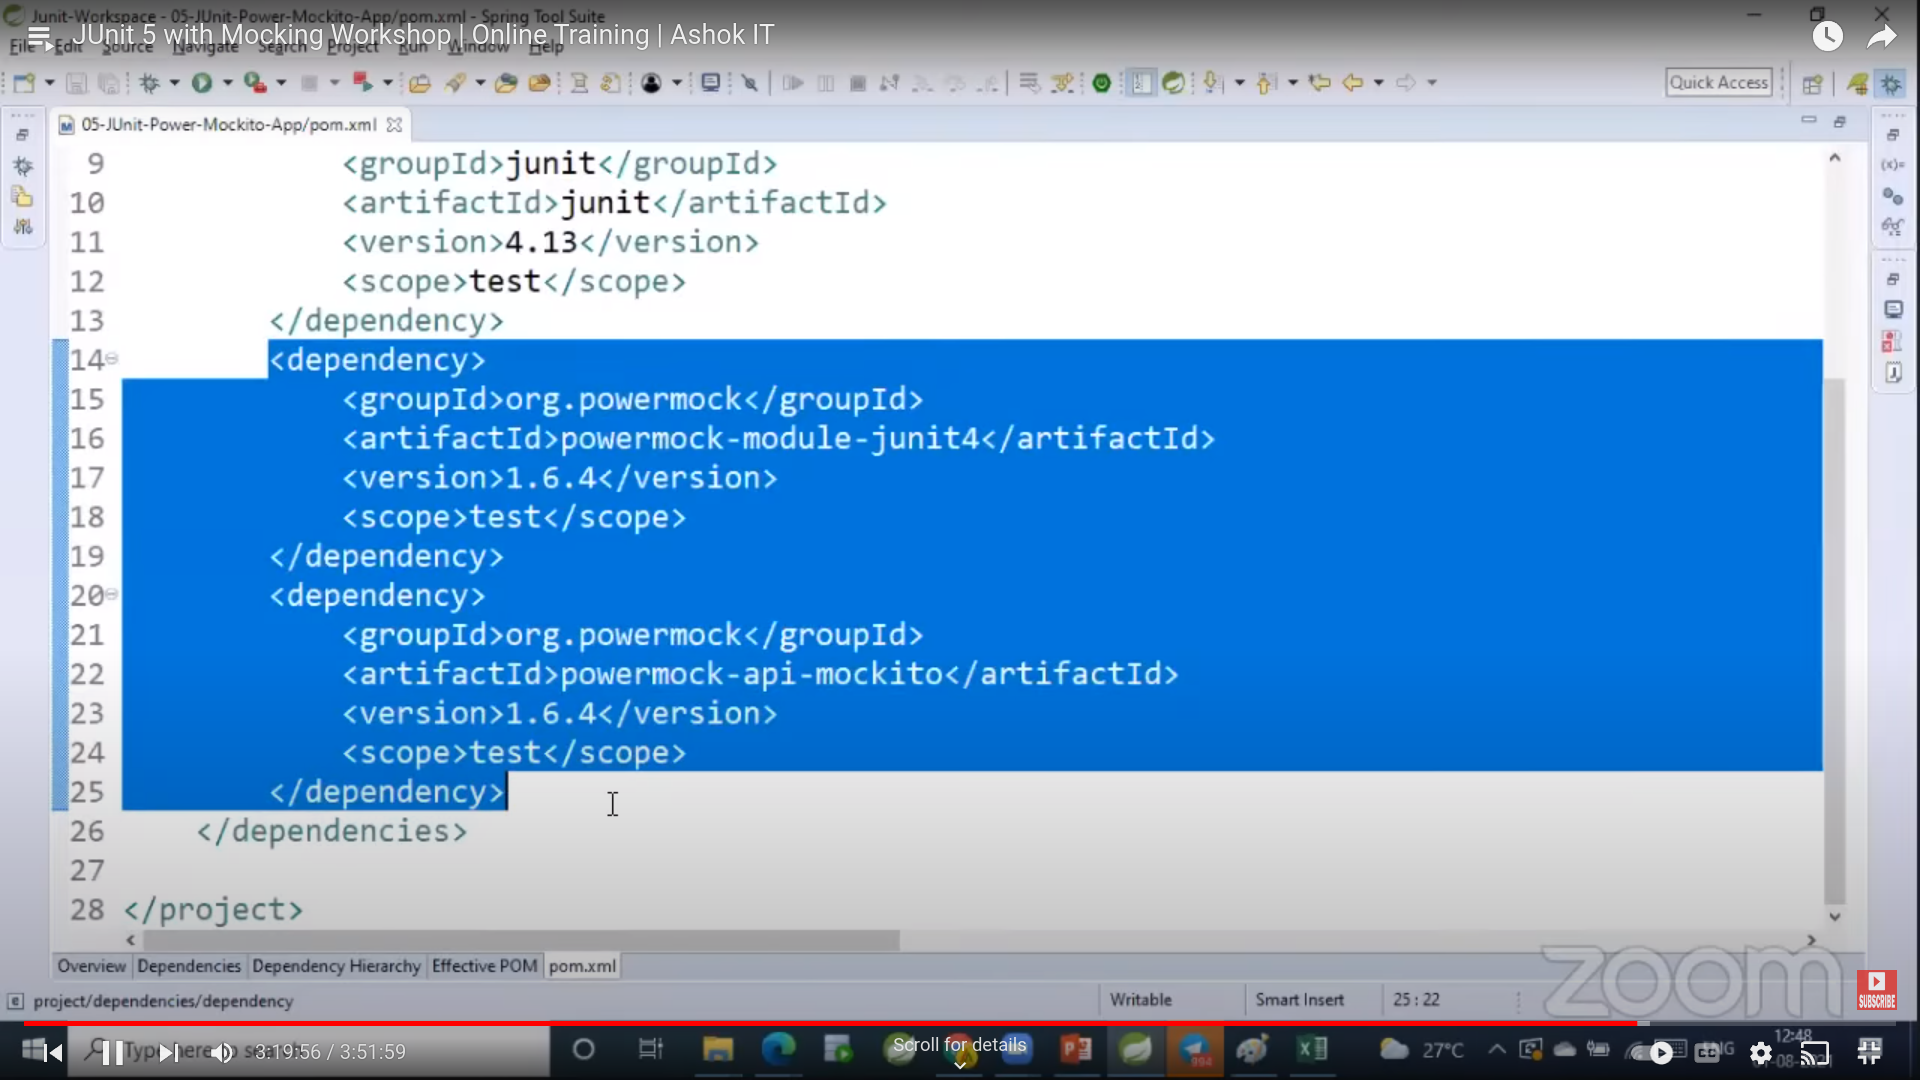 Junit-Workspace - 05-JUnit-Power-Mockito-App/pom.xml - Spring Tool Suite
JUnit 5 with Mocking Workshop | Online Training | Ashok IT
File Edit Source Navigate Search Project Run Window Help
Quick Access
05-JUnit-Power-Mockito-App/pom.xml
9 <groupId>junit</groupId>
10 <artifactId>junit</artifactId>
11 <version>4.13</version>
12 <scope>test</scope>
13 </dependency>
14 <dependency>
15 <groupId>org.powermock</groupId>
16 <artifactId>powermock-module-junit4</artifactId>
17 <version>1.6.4</version>
18 <scope>test</scope>
19 </dependency>
20 <dependency>
21 <groupId>org.powermock</groupId>
22 <artifactId>powermock-api-mockito</artifactId>
23 <version>1.6.4</version>
24 <scope>test</scope>
25 </dependency>
26 </dependencies>
27
28 </project>
Overview Dependencies Dependency Hierarchy Effective POM pom.xml
zoom
SUBSCRIBE
project/dependencies/dependency Writable Smart Insert 25 : 22
Type here to
3:19:56 / 3:51:59
Scroll for details
994
27°C
12:48